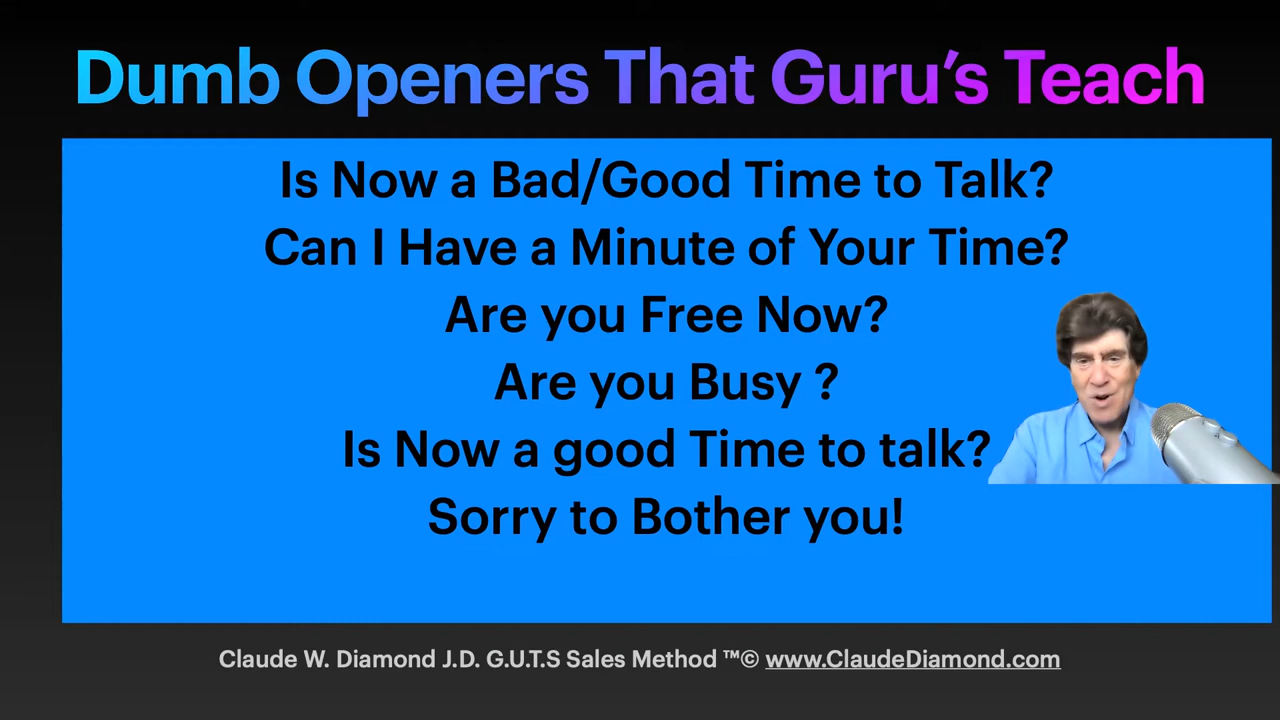 Dumb Openers That Guru’s Teach
Is Now a Bad/Good Time to Talk?
Can I Have a Minute of Your Time?
Are you Free Now?
Are you Busy ?
Is Now a good Time to talk?
Sorry to Bother you!
Claude W. Diamond J.D. G.U.T.S Sales Method ™© www.ClaudeDiamond.com